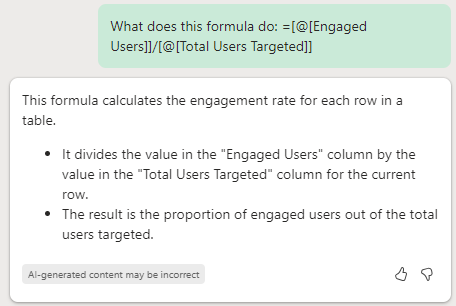 What does this formula do: =[@[Engaged
Users]]/[@[Total Users Targeted]]
This formula calculates the engagement rate for each row in a
table.
• It divides the value in the "Engaged Users" column by the
value in the "Total Users Targeted" column for the current
row.
• The result is the proportion of engaged users out of the total
users targeted.
AI-generated content may be incorrect